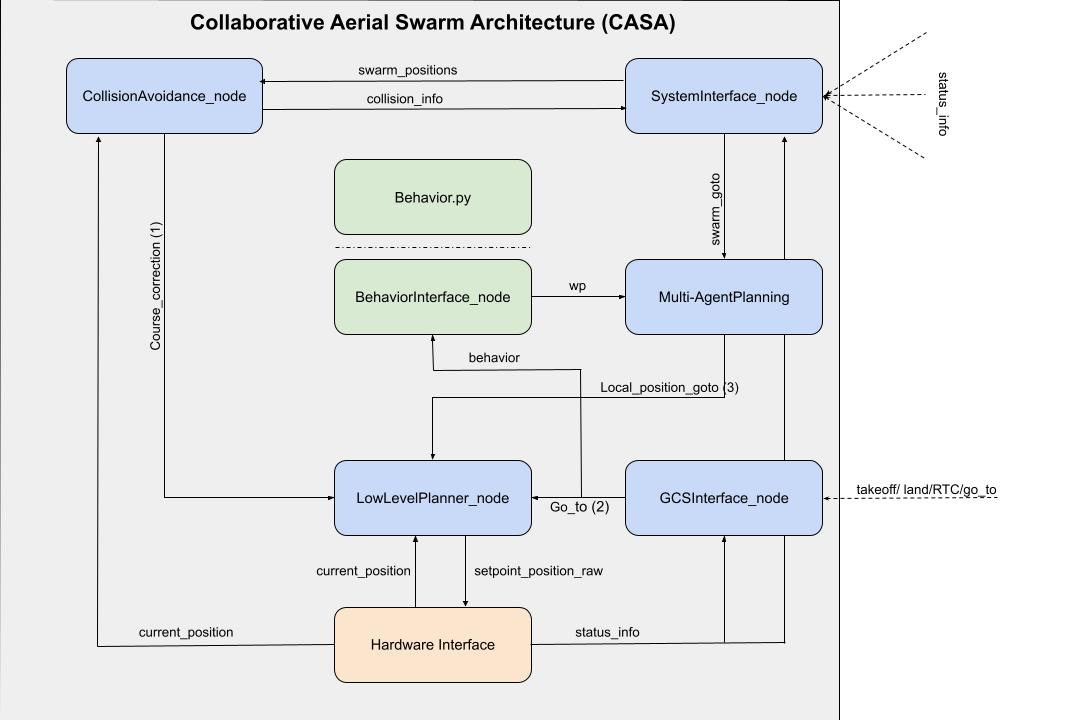 Collaborative Aerial Swarm Architecture (CASA)
swarm_positions
CollisionAvoidance_node
collision_info
SystemInterface_node
status_info
Behavior.py
swarm_goto
Course_correction (1)
BehaviorInterface_node
wp
Multi-AgentPlanning
behavior
Local_position_goto (3)
LowLevelPlanner_node
Go_to (2)
GCSInterface_node
takeoff/ land/RTC/go_to
current_position
setpoint_position_raw
current_position
Hardware Interface
status_info